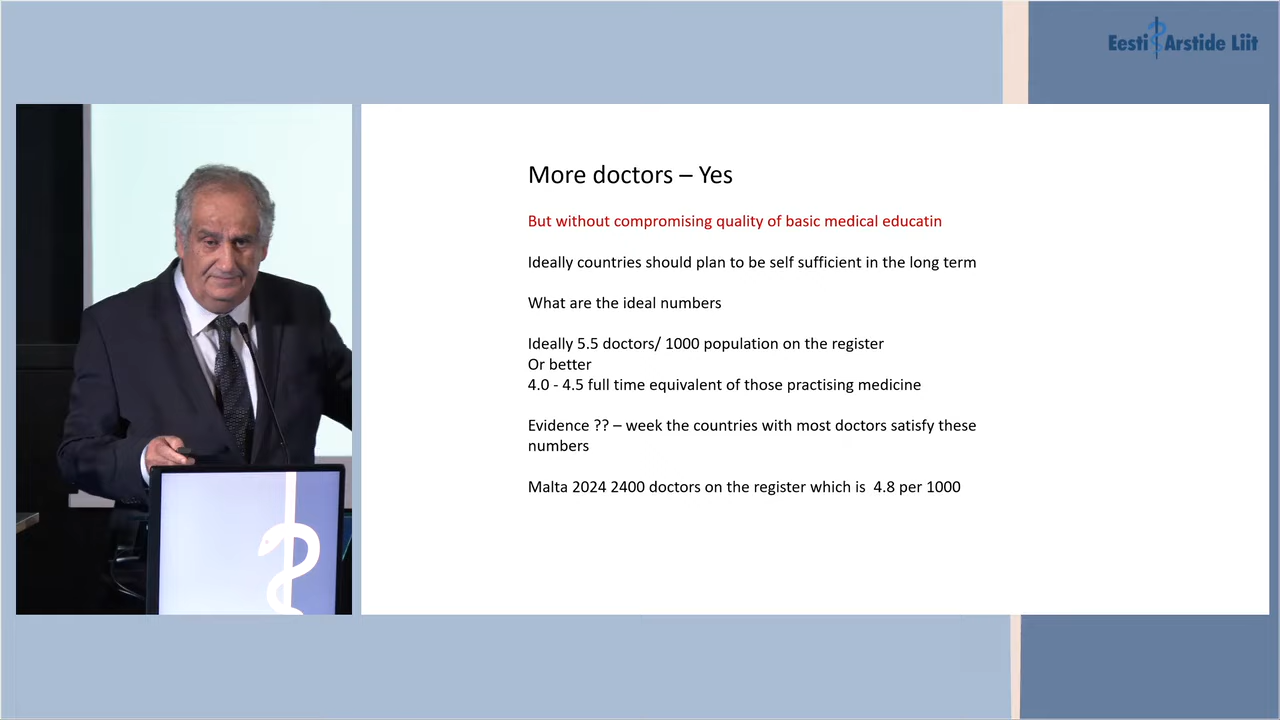 Eesti Arstide Liit
More doctors – Yes
But without compromising quality of basic medical educatin
Ideally countries should plan to be self sufficient in the long term
What are the ideal numbers
Ideally 5.5 doctors/ 1000 population on the register
Or better
4.0 - 4.5 full time equivalent of those practising medicine
Evidence ?? – week the countries with most doctors satisfy these
numbers
Malta 2024 2400 doctors on the register which is  4.8 per 1000